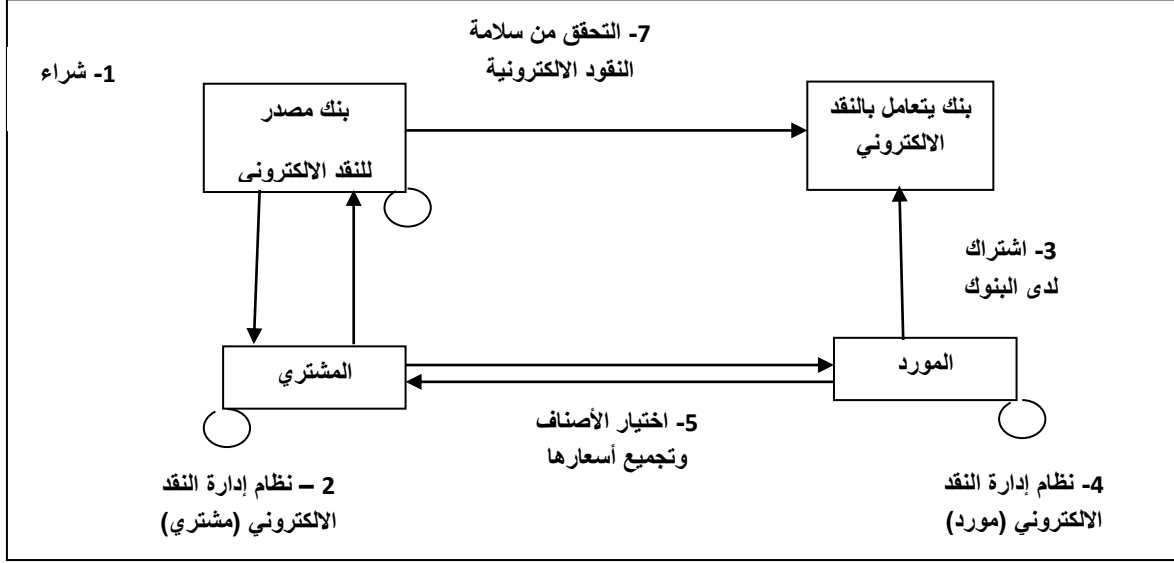 7- التحقق من سلامة
النقود الالكترونية
1- شراء
بنك مصدر
للنقد الالكتروني
بنك يتعامل بالنقد
الالكتروني
3- اشتراك
لدى البنوك
المشتري
المورد
5- اختيار الأصناف
وتجميع أسعارها
2 – نظام إدارة النقد
الالكتروني (مشتري)
4- نظام إدارة النقد
الالكتروني (مورد)